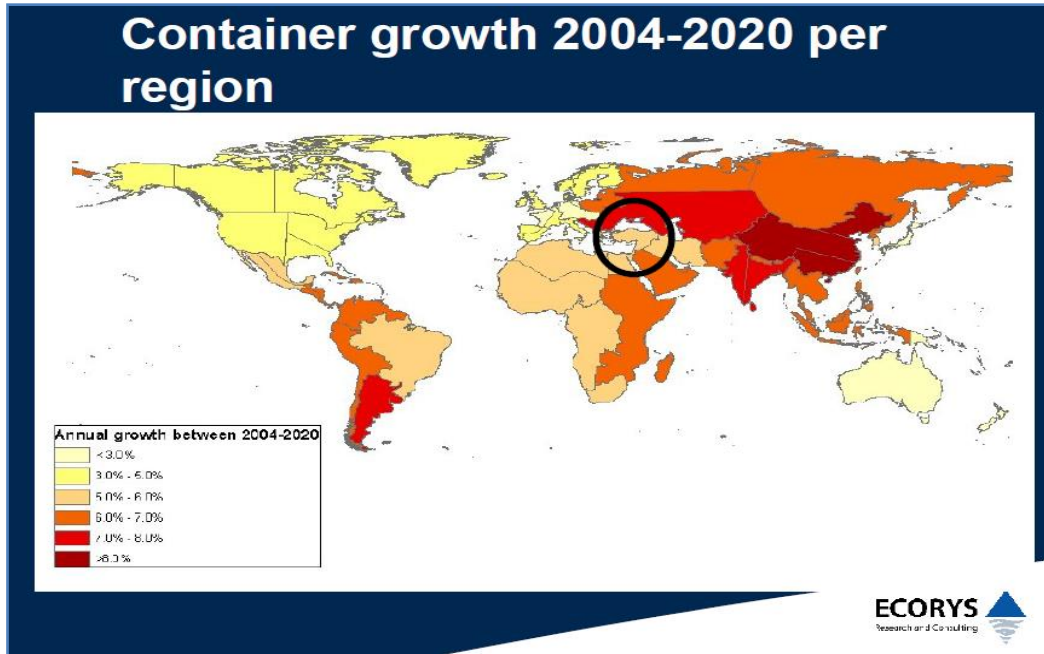 Container growth 2004-2020 per
region
Annual growth between 2004-2020
<3.0%
3.0% - 5.0%
5.0% - 6.0%
6.0% - 7.0%
7.0% - 8.0%
>8.0%
ECORYS
Research and Consulting